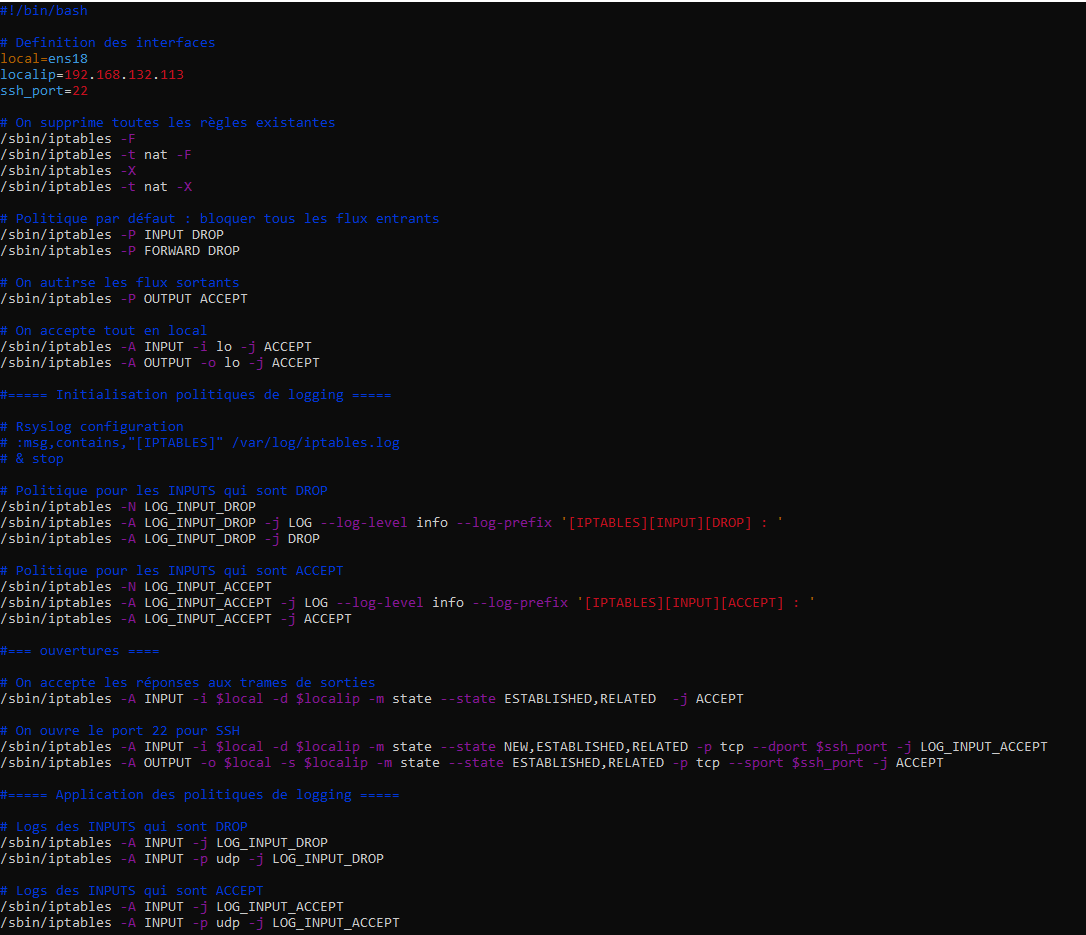 #!/bin/bash
# Definition des interfaces
local=ens18
localip=192.168.132.113
ssh_port=22
# On supprime toutes les règles existantes
/sbin/iptables -F
/sbin/iptables -t nat -F
/sbin/iptables -X
/sbin/iptables -t nat -X
# Politique par défaut : bloquer tous les flux entrants
/sbin/iptables -P INPUT DROP
/sbin/iptables -P FORWARD DROP
# On autirse les flux sortants
/sbin/iptables -P OUTPUT ACCEPT
# On accepte tout en local
/sbin/iptables -A INPUT -i lo -j ACCEPT
/sbin/iptables -A OUTPUT -o lo -j ACCEPT
#===== Initialisation politiques de logging =====
# Rsyslog configuration
# :msg,contains,"[IPTABLES]" /var/log/iptables.log
# & stop
# Politique pour les INPUTS qui sont DROP
/sbin/iptables -N LOG_INPUT_DROP
/sbin/iptables -A LOG_INPUT_DROP -j LOG --log-level info --log-prefix '[IPTABLES][INPUT][DROP] : '
/sbin/iptables -A LOG_INPUT_DROP -j DROP
# Politique pour les INPUTS qui sont ACCEPT
/sbin/iptables -N LOG_INPUT_ACCEPT
/sbin/iptables -A LOG_INPUT_ACCEPT -j LOG --log-level info --log-prefix '[IPTABLES][INPUT][ACCEPT] : '
/sbin/iptables -A LOG_INPUT_ACCEPT -j ACCEPT
#=== ouvertures ====
# On accepte les réponses aux trames de sorties
/sbin/iptables -A INPUT -i $local -d $localip -m state --state ESTABLISHED,RELATED  -j ACCEPT
# On ouvre le port 22 pour SSH
/sbin/iptables -A INPUT -i $local -d $localip -m state --state NEW,ESTABLISHED,RELATED -p tcp --dport $ssh_port -j LOG_INPUT_ACCEPT
/sbin/iptables -A OUTPUT -o $local -s $localip -m state --state ESTABLISHED,RELATED -p tcp --sport $ssh_port -j ACCEPT
#===== Application des politiques de logging =====
# Logs des INPUTS qui sont DROP
/sbin/iptables -A INPUT -j LOG_INPUT_DROP
/sbin/iptables -A INPUT -p udp -j LOG_INPUT_DROP
# Logs des INPUTS qui sont ACCEPT
/sbin/iptables -A INPUT -j LOG_INPUT_ACCEPT
/sbin/iptables -A INPUT -p udp -j LOG_INPUT_ACCEPT